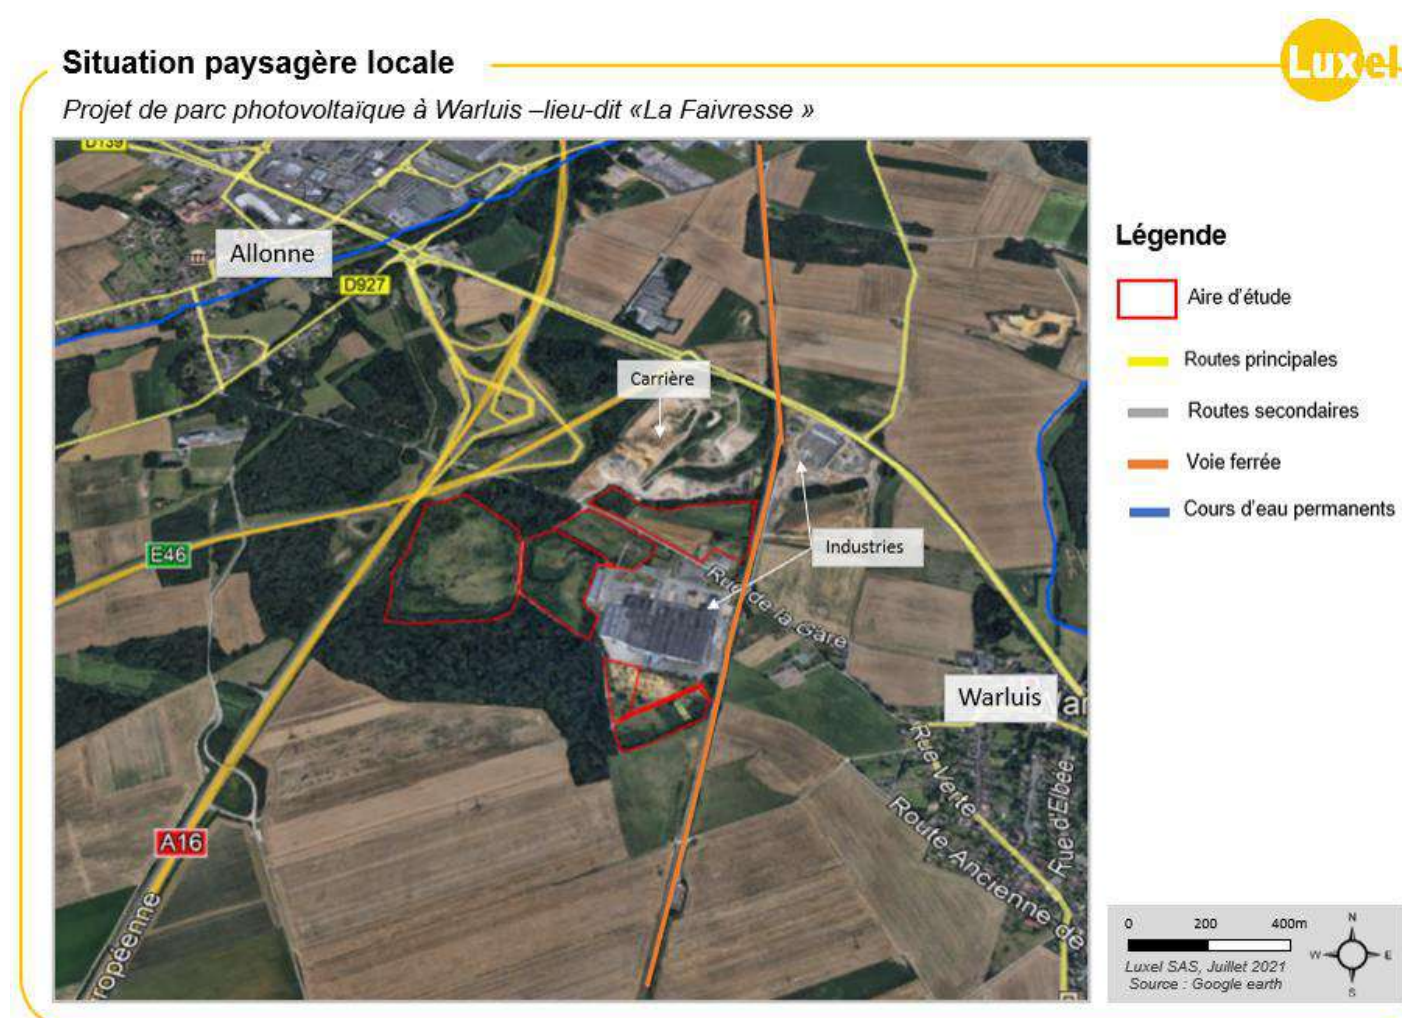 Situation paysagère locale
Luxel
Projet de parc photovoltaïque à Warluis –lieu-dit «La Faivresse »
D139
Allonne
D927
Carrière
E46
Industries
Rue de la Gare
Warluis
War
Rue Verte
Route Ancienne de
Rue d'Elbée
A16
ropéenne
Légende
Aire d'étude
Routes principales
Routes secondaires
Voie ferrée
Cours d'eau permanents
0 200 400m
N
W E
S
Luxel SAS, Juillet 2021
Source : Google earth